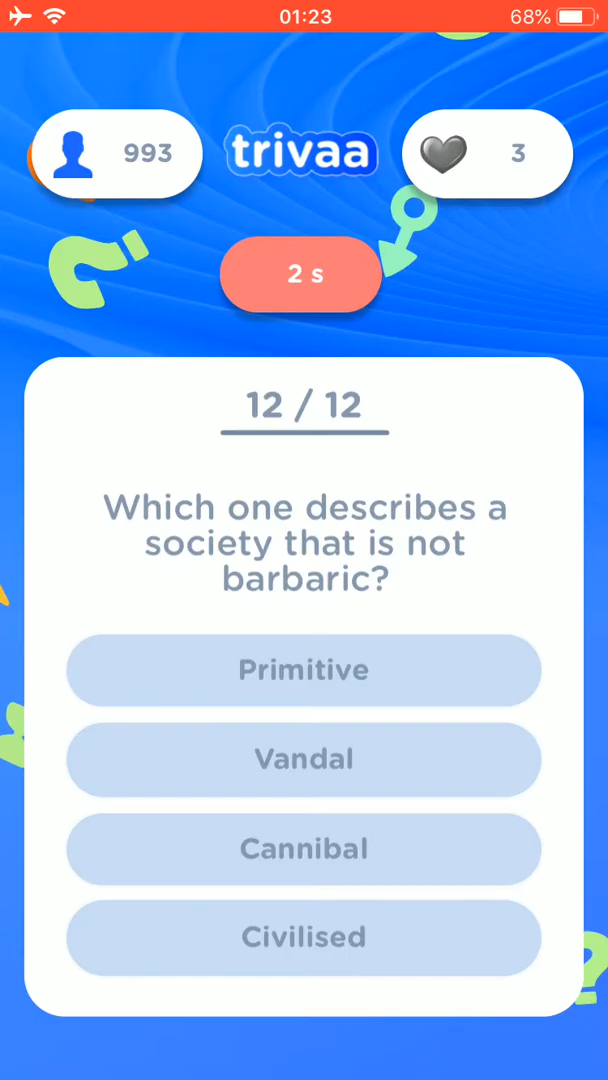 01:23
68%
993
trivaa
3
2 s
12 / 12
Which one describes a
society that is not
barbaric?
Primitive
Vandal
Cannibal
Civilised